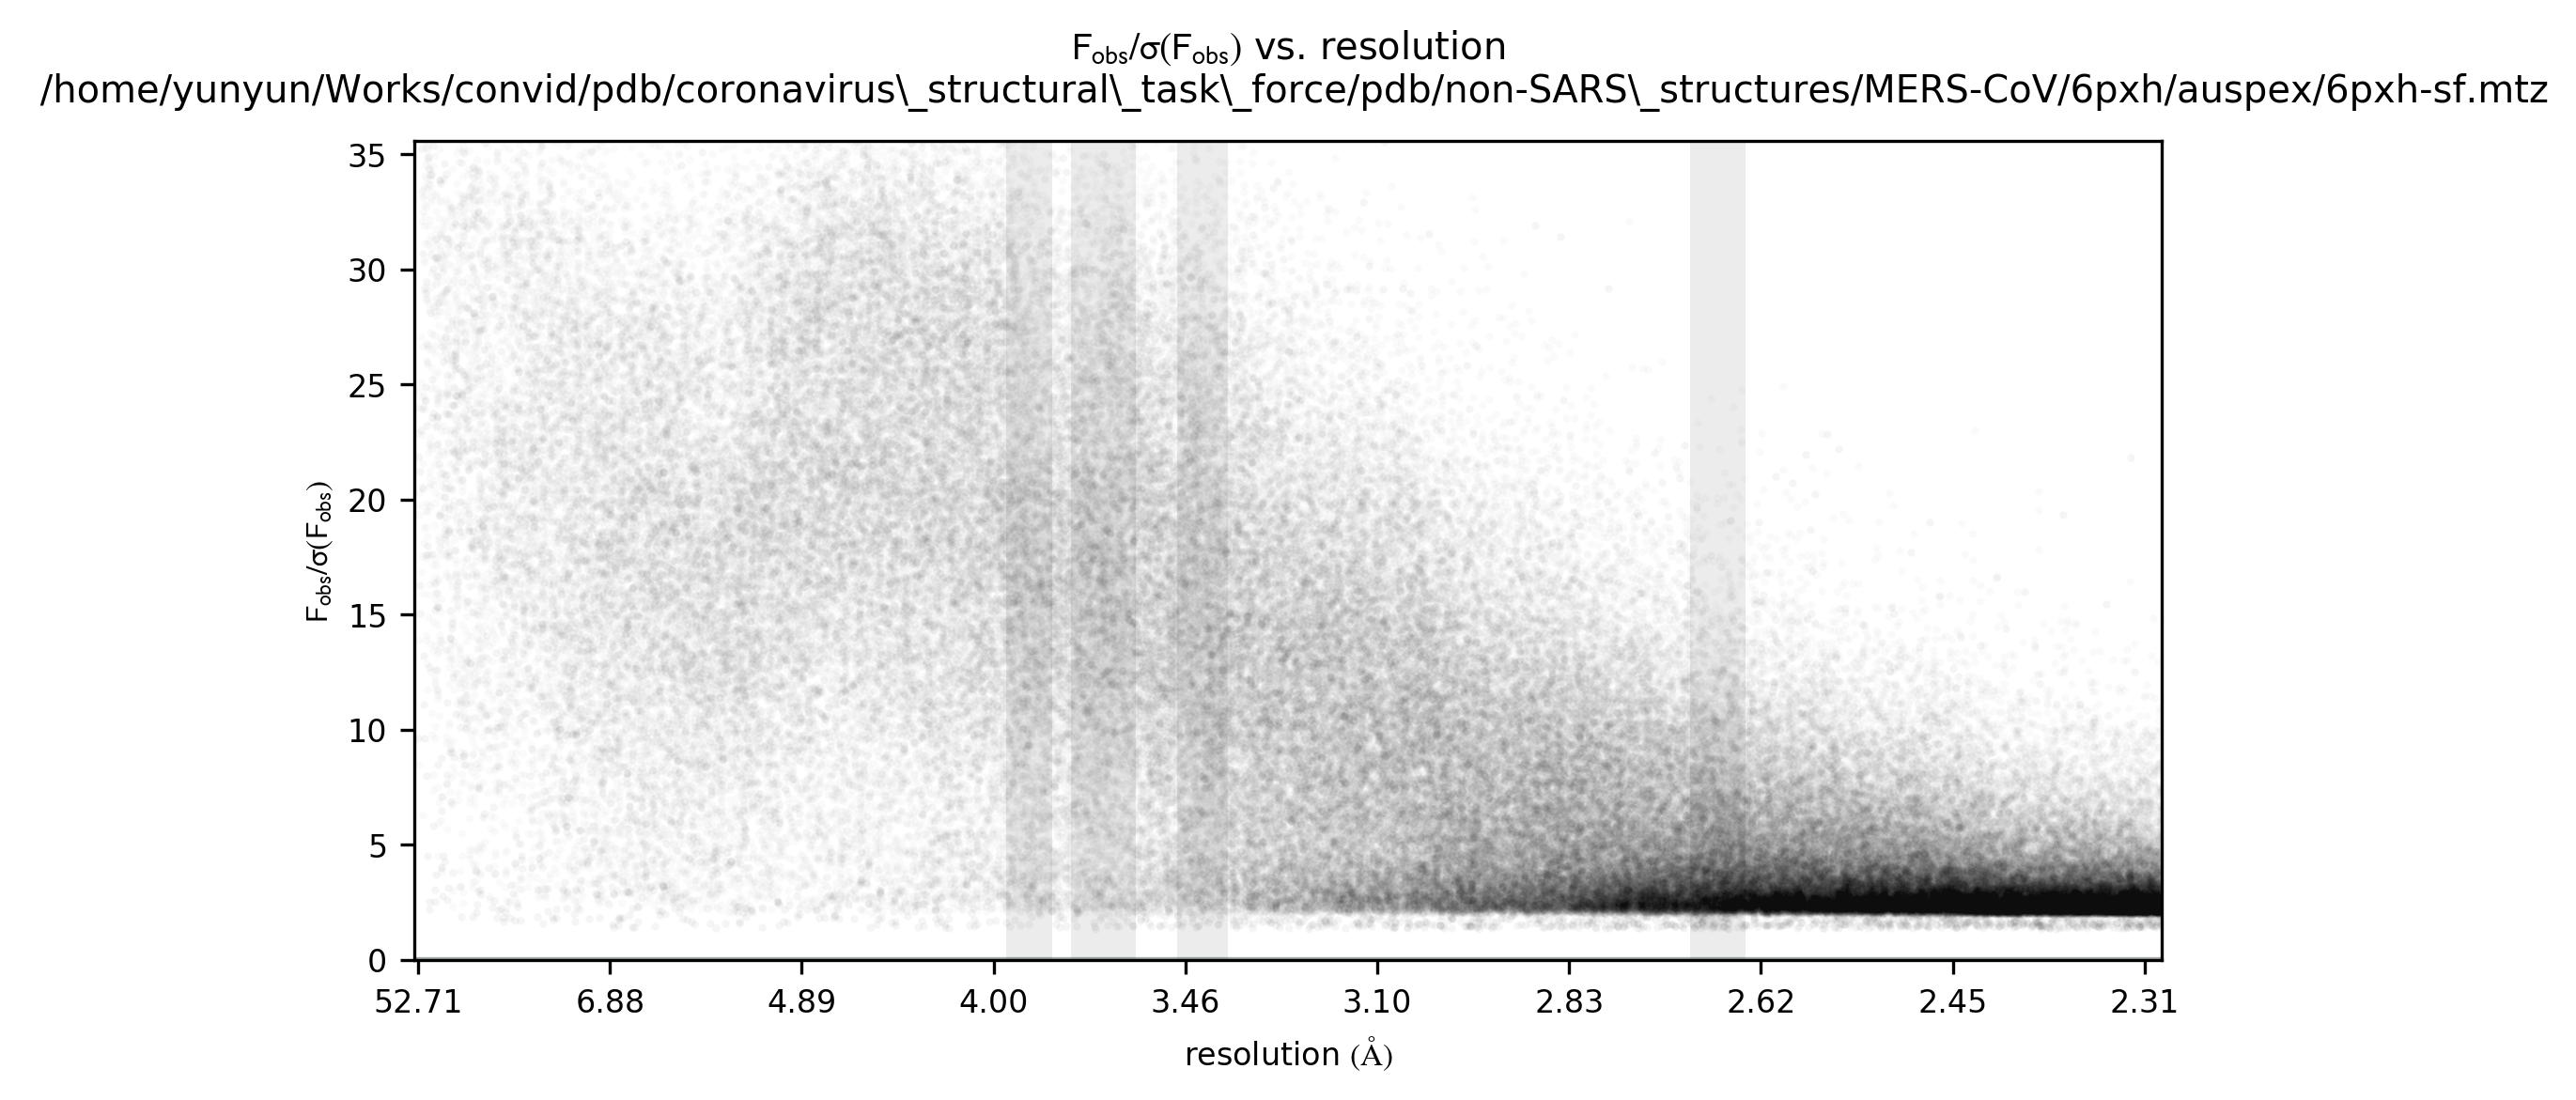 Fobs/σ(Fobs) vs. resolution
/home/yunyun/Works/convid/pdb/coronavirus\_structural\_task\_force/pdb/non-SARS\_structures/MERS-CoV/6pxh/auspex/6pxh-sf.mtz
Fobs/σ(Fobs)
35
30
25
20
15
10
5
0
52.71 6.88 4.89 4.00 3.46 3.10 2.83 2.62 2.45 2.31
resolution (Å)